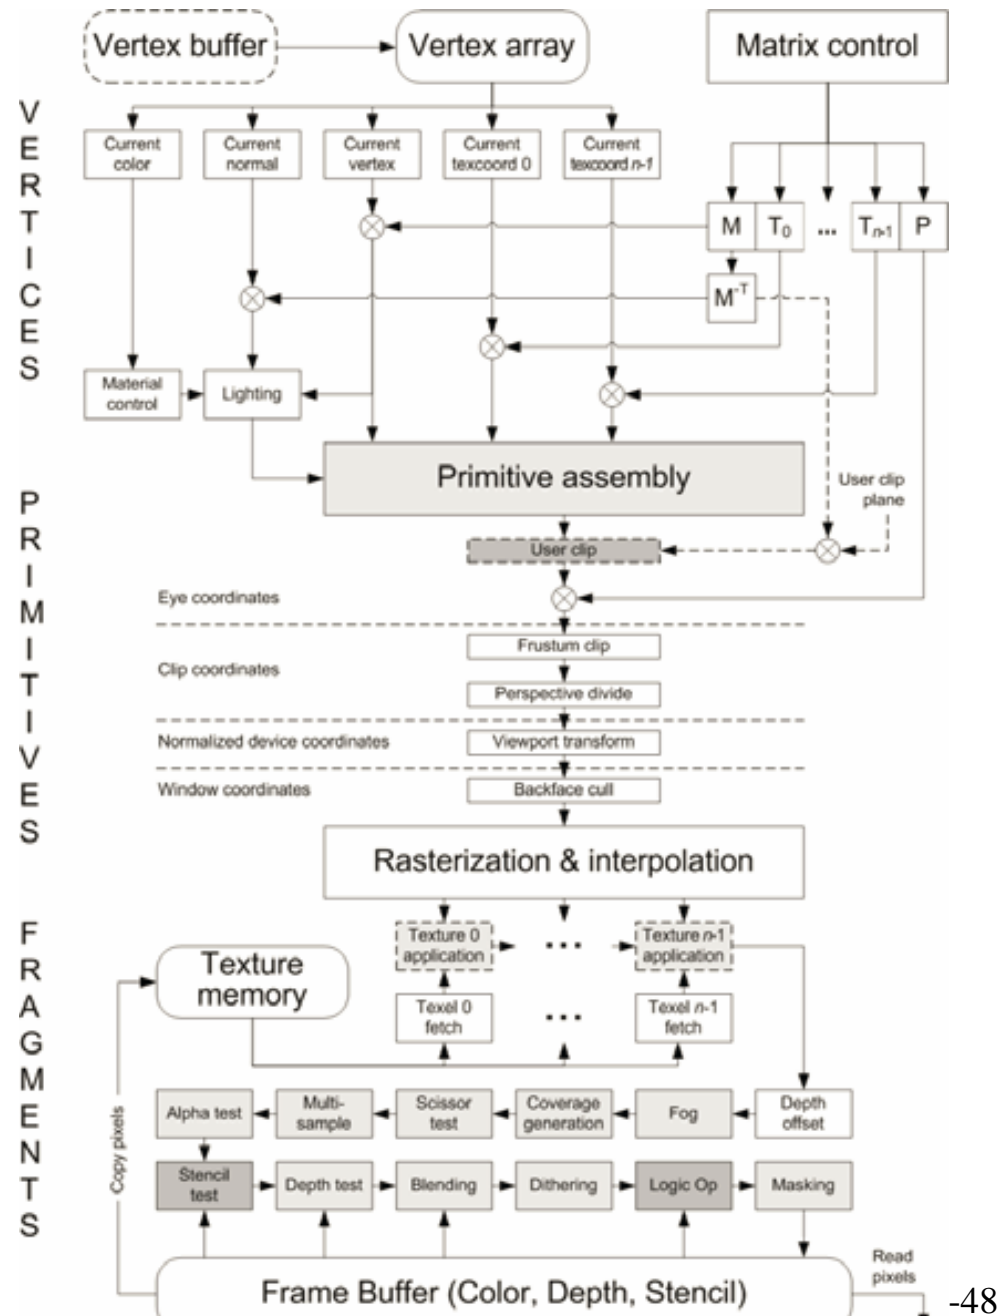 Vertex buffer
Vertex array
Matrix control
VERTICES
Current
color
Current
normal
Current
vertex
Current
texcoord 0
Current
texcoord n-1
M
T0
...
Tn-1
P
M-T
Material
control
Lighting
PRIMITIVES
Primitive assembly
User clip
plane
User clip
Eye coordinates
Frustum clip
Clip coordinates
Perspective divide
Normalized device coordinates
Viewport transform
Window coordinates
Backface cull
Rasterization & interpolation
FRAGMENTS
Texture 0
application
...
Texture n-1
application
Texture
memory
Texel 0
fetch
...
Texel n-1
fetch
Copy pixels
Alpha test
Multi-
sample
Scissor
test
Coverage
generation
Fog
Depth
offset
Stencil
test
Depth test
Blending
Dithering
Logic Op
Masking
Frame Buffer (Color, Depth, Stencil)
Read
pixels
-48